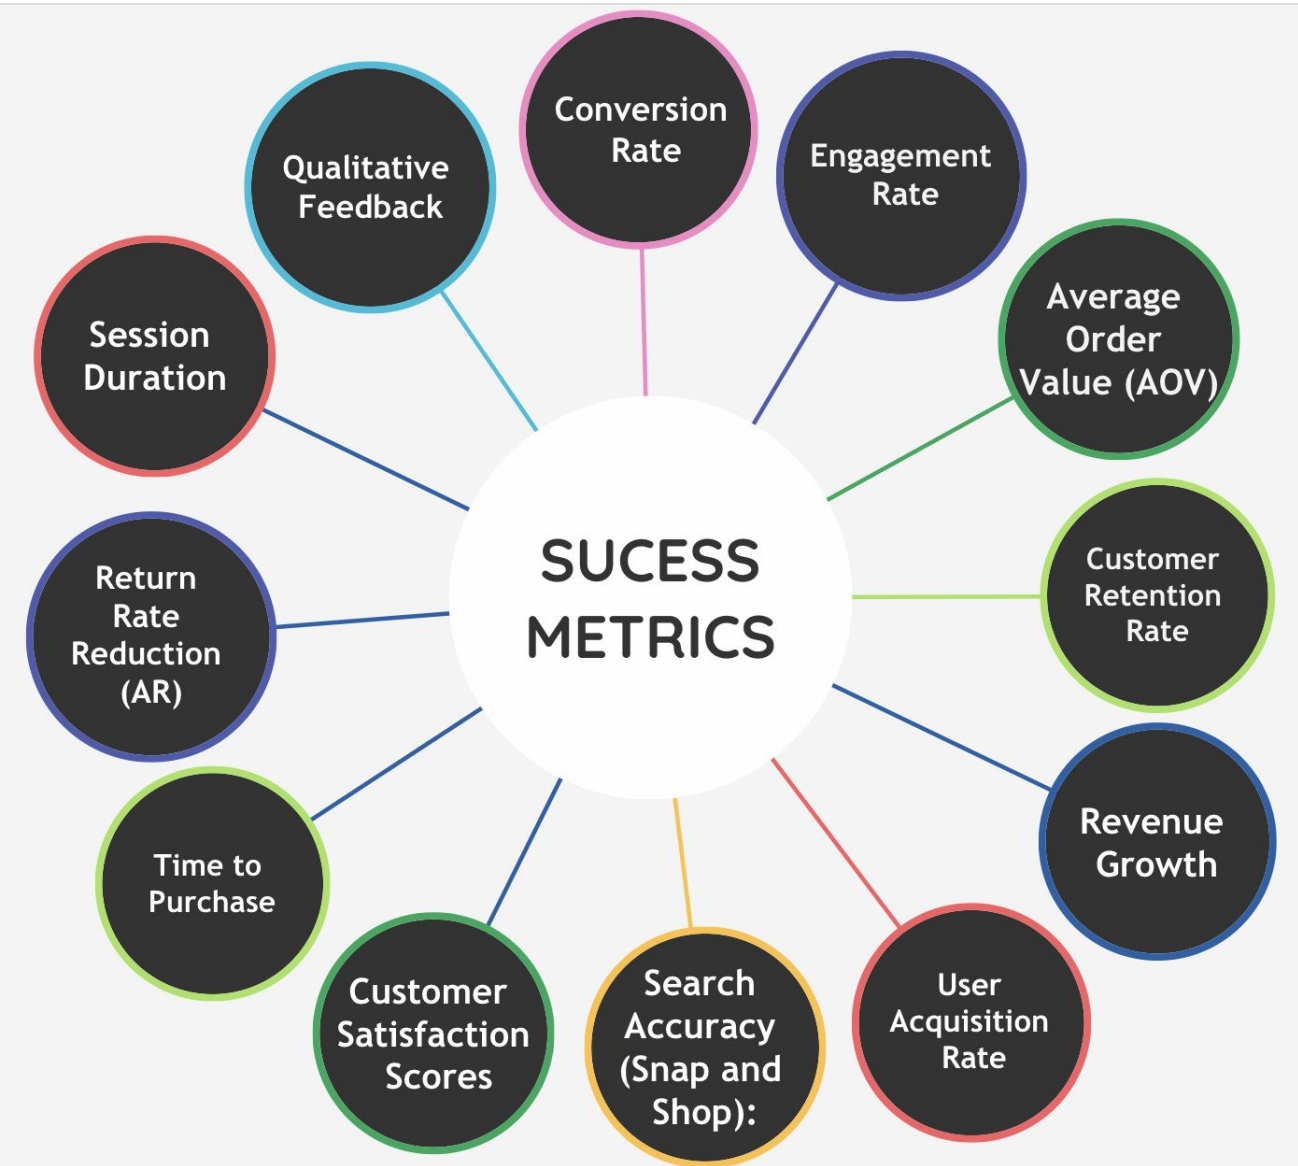 SUCESS
METRICS
Conversion
Rate
Engagement
Rate
Average
Order
Value (AOV)
Customer
Retention
Rate
Revenue
Growth
User
Acquisition
Rate
Search
Accuracy
(Snap and
Shop):
Customer
Satisfaction
Scores
Time to
Purchase
Return
Rate
Reduction
(AR)
Session
Duration
Qualitative
Feedback